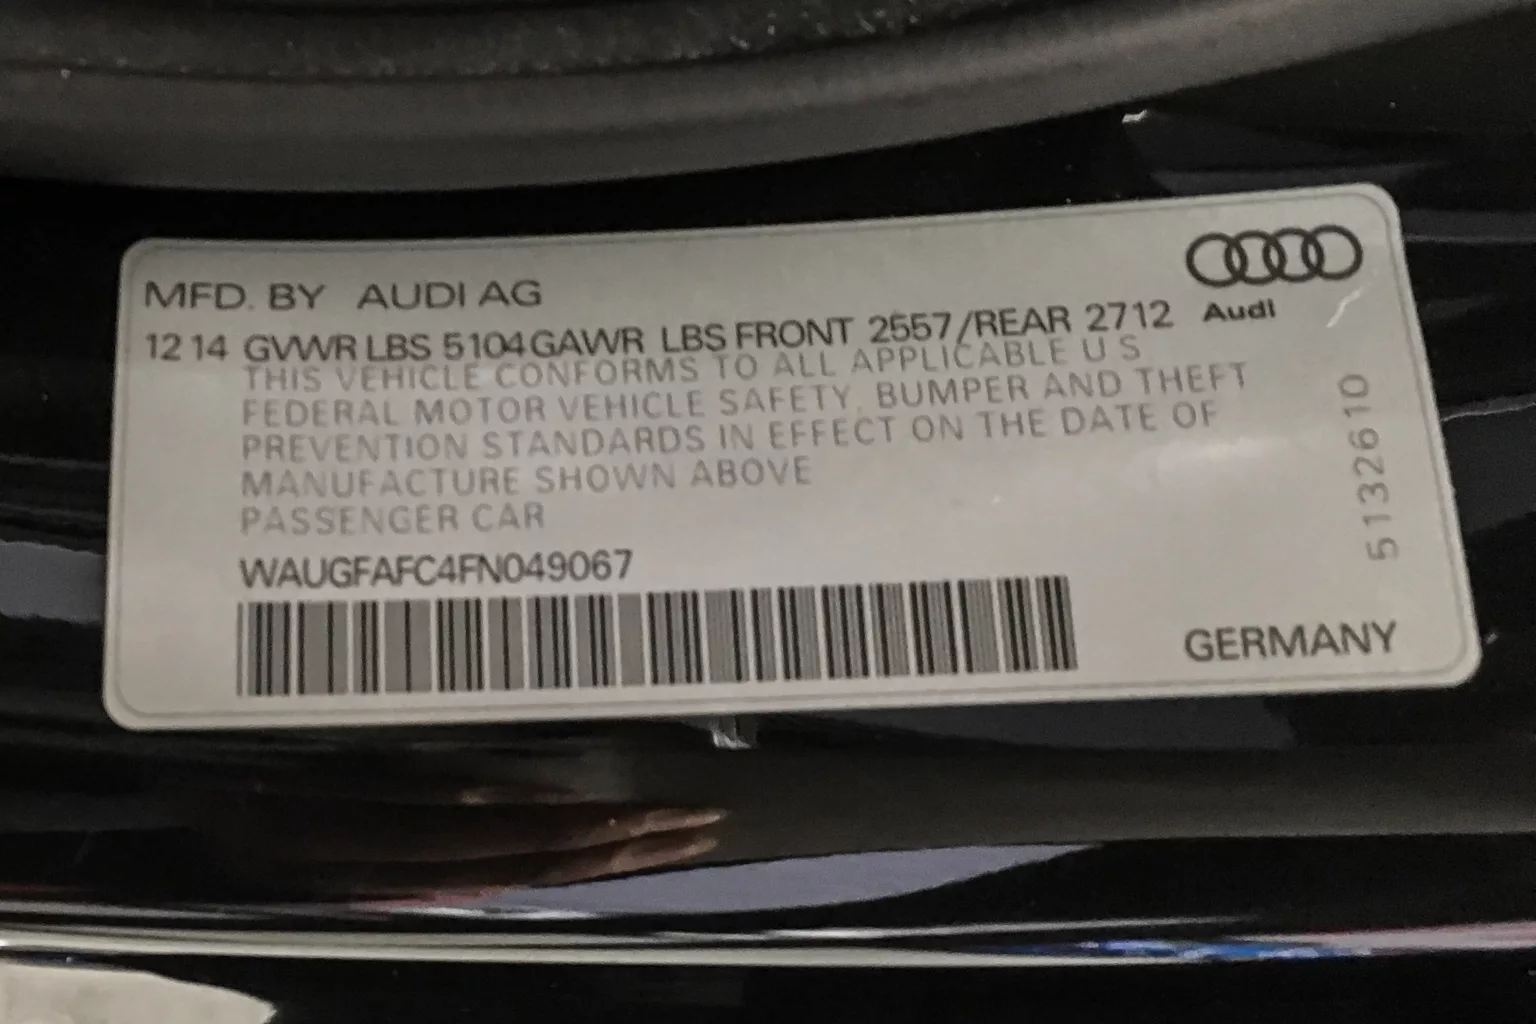 MFD. BY AUDI AG
Audi
12 14 GVWR LBS 5104 GAWR LBS FRONT 2557/REAR 2712
THIS VEHICLE CONFORMS TO ALL APPLICABLE U S
FEDERAL MOTOR VEHICLE SAFETY, BUMPER AND THEFT
PREVENTION STANDARDS IN EFFECT ON THE DATE OF
MANUFACTURE SHOWN ABOVE
PASSENGER CAR
WAUGFAFC4FN049067
5132610
GERMANY